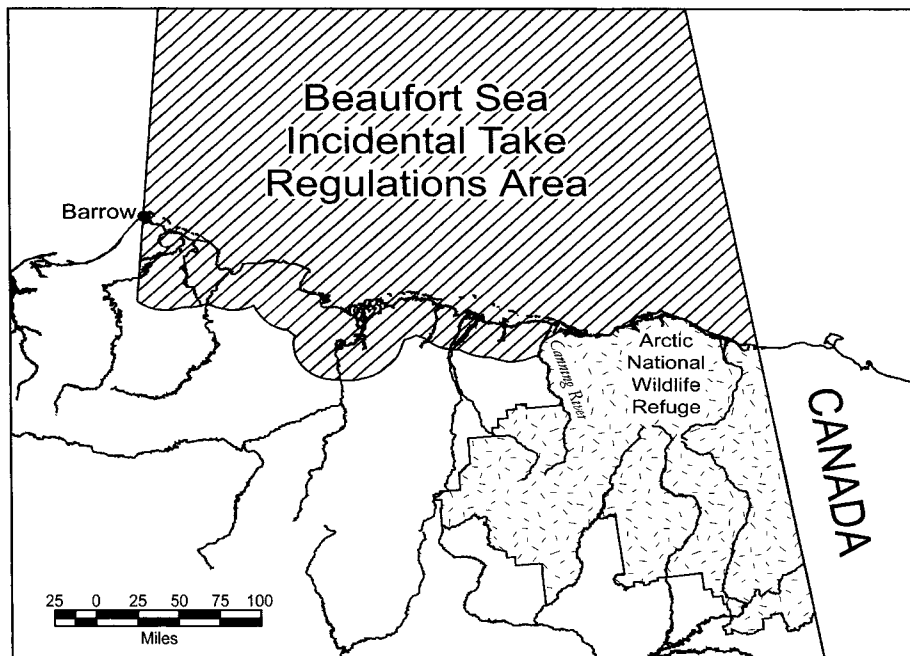 Beaufort Sea
Incidental Take
Regulations Area
Barrow
Arctic
National
Wildlife
Refuge
Canning River
CANADA
25 0 25 50 75 100
Miles